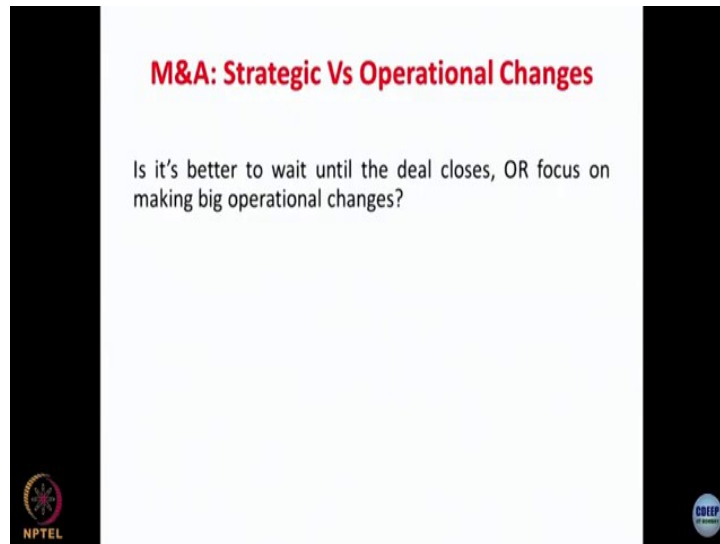 M&A: Strategic Vs Operational Changes
Is it's better to wait until the deal closes, OR focus on
making big operational changes?
NPTEL
CDEEP